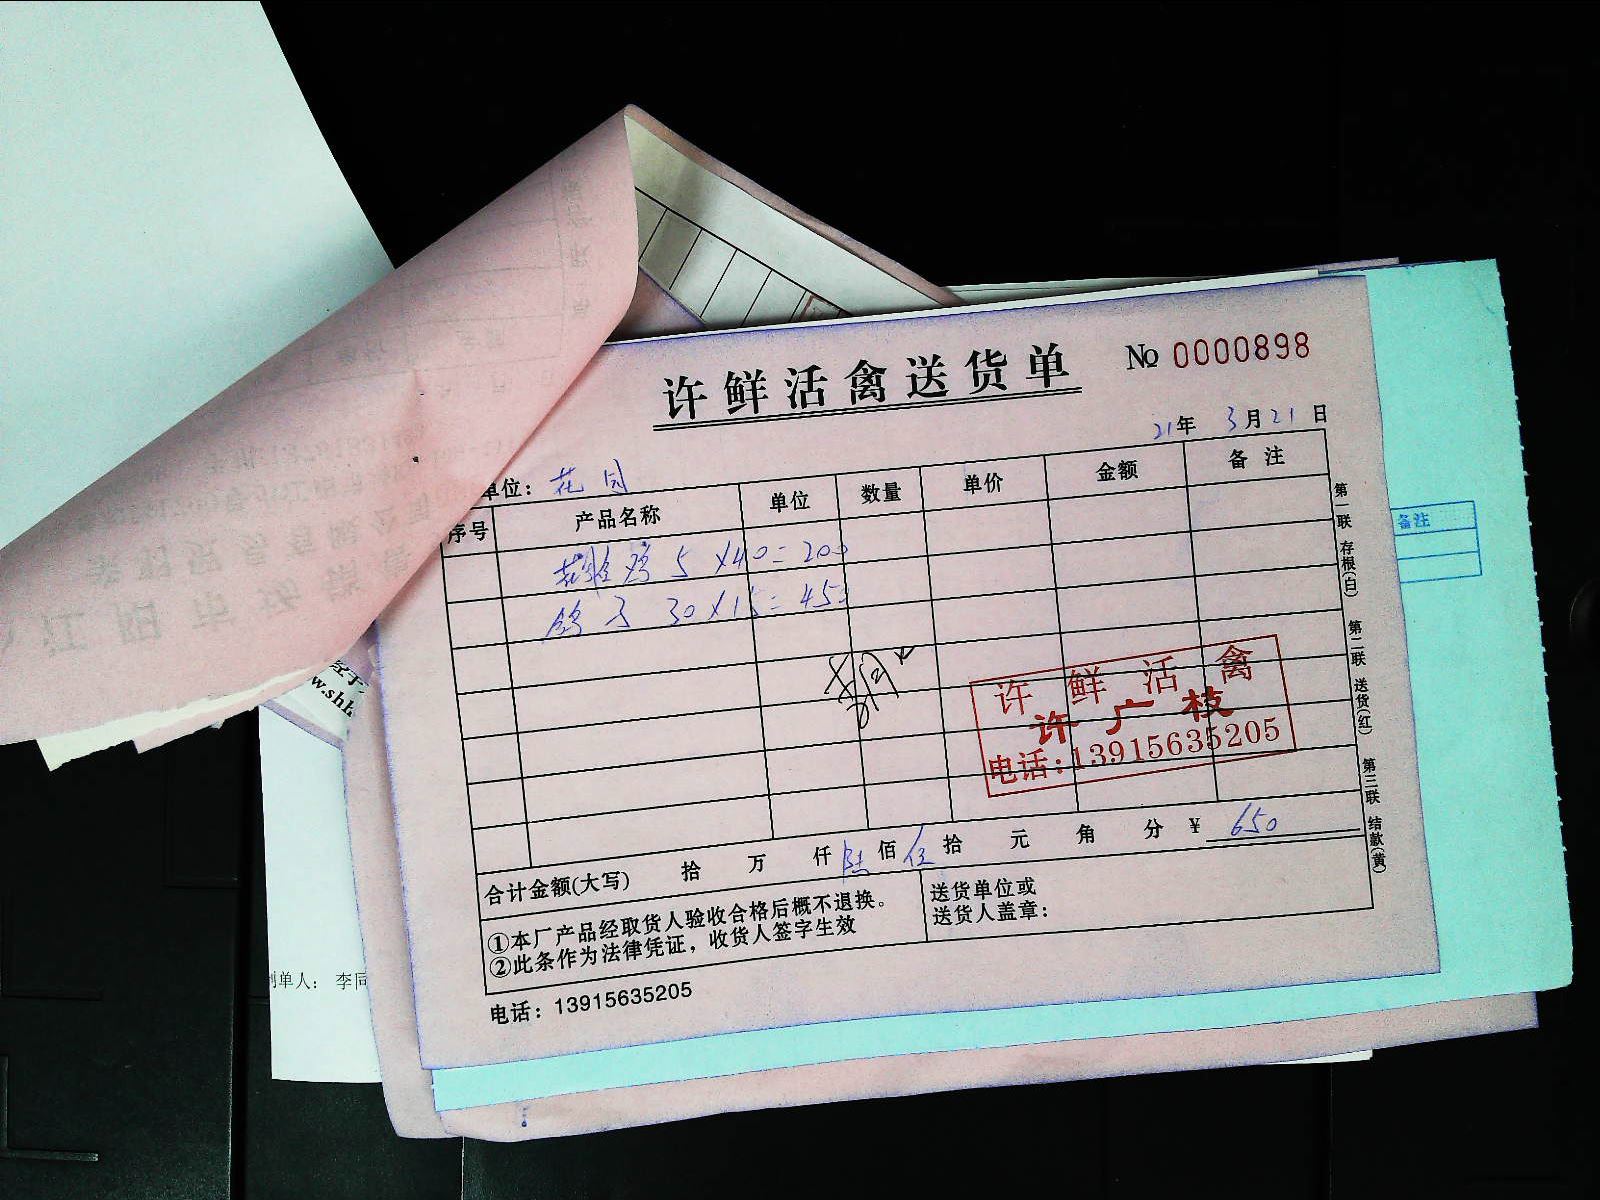 许鲜活禽送货单
No 0000898
21年 3月21日
单位：花园
序号 产品名称 单位 数量 单价 金额 备注
鸡 5 ×40=200
鸽子 30×15=450
许鲜活禽
许广枝
电话：13915635205
合计金额(大写) 拾 万 仟 陆 佰 伍 拾 元 角 分 ¥ 650
①本厂产品经取货人验收合格后概不退换。
②此条作为法律凭证，收货人签字生效
送货单位或
送货人盖章：
电话：13915635205
第一联 存根(白)
第二联 送货(红)
第三联 结款(黄)
备注
制单人： 李同
w.shh